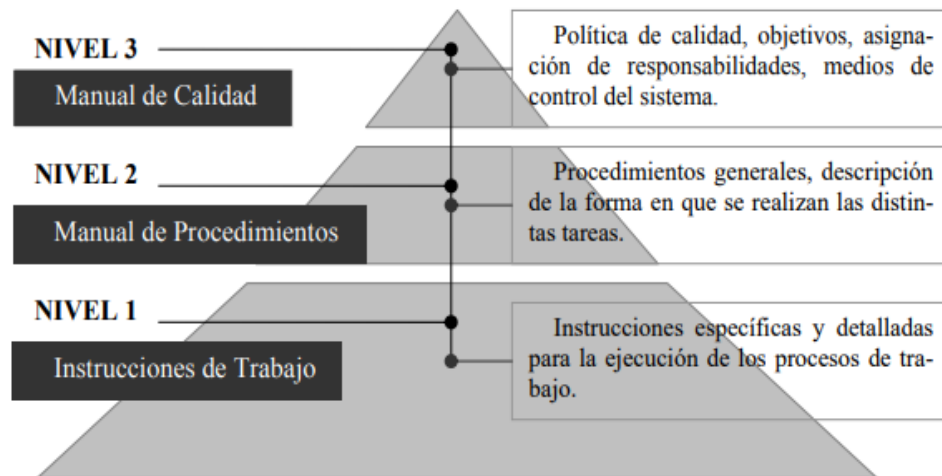 NIVEL 3
Manual de Calidad
Política de calidad, objetivos, asigna-
ción de responsabilidades, medios de
control del sistema.
NIVEL 2
Manual de Procedimientos
Procedimientos generales, descripción
de la forma en que se realizan las distin-
tas tareas.
NIVEL 1
Instrucciones de Trabajo
Instrucciones específicas y detalladas
para la ejecución de los procesos de tra-
bajo.